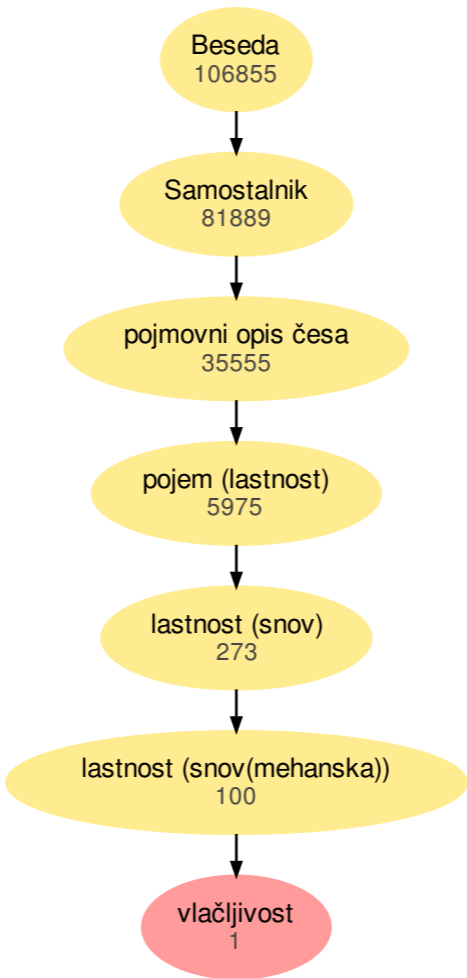 Beseda
106855
Samostalnik
81889
pojmovni opis česa
35555
pojem (lastnost)
5975
lastnost (snov)
273
lastnost (snov(mehanska))
100
vlačljivost
1